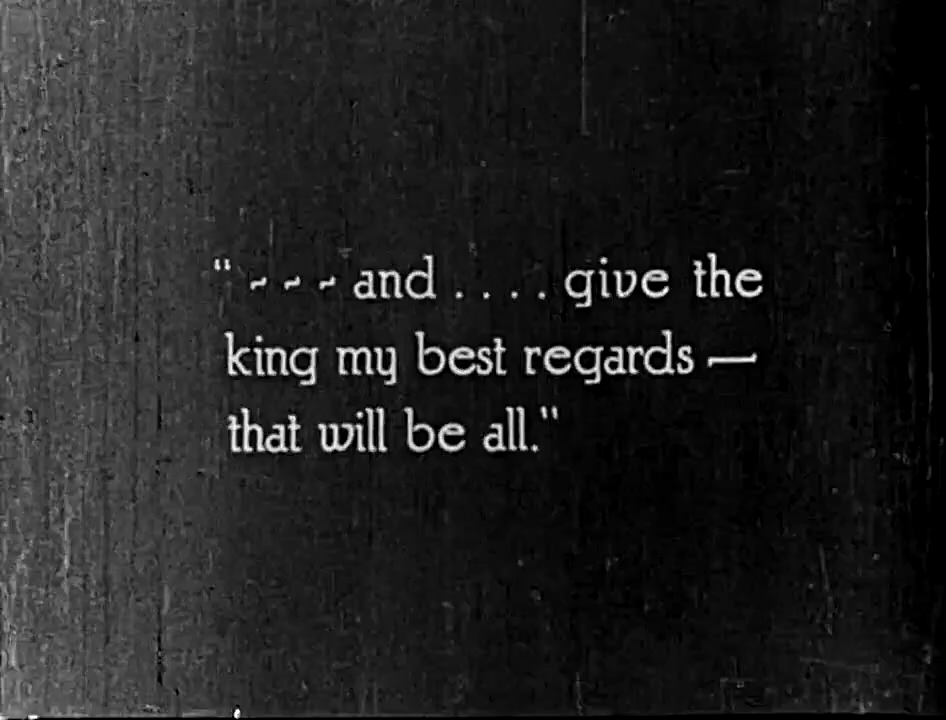 "- - - and . . . . give the
king my best regards —
that will be all."